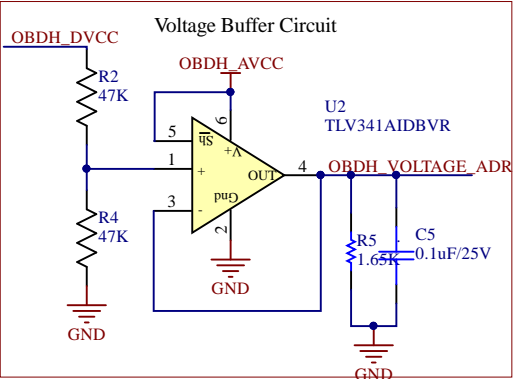 Voltage Buffer Circuit
OBDH_DVCC
OBDH_AVCC
R2
47K
U2
TLV341AIDBVR
5
6
Sh
V+
1
+
OUT
4
OBDH_VOLTAGE_ADR
3
-
Gnd
2
R4
47K
R5
1.65K
C5
0.1uF/25V
GND
GND
GND